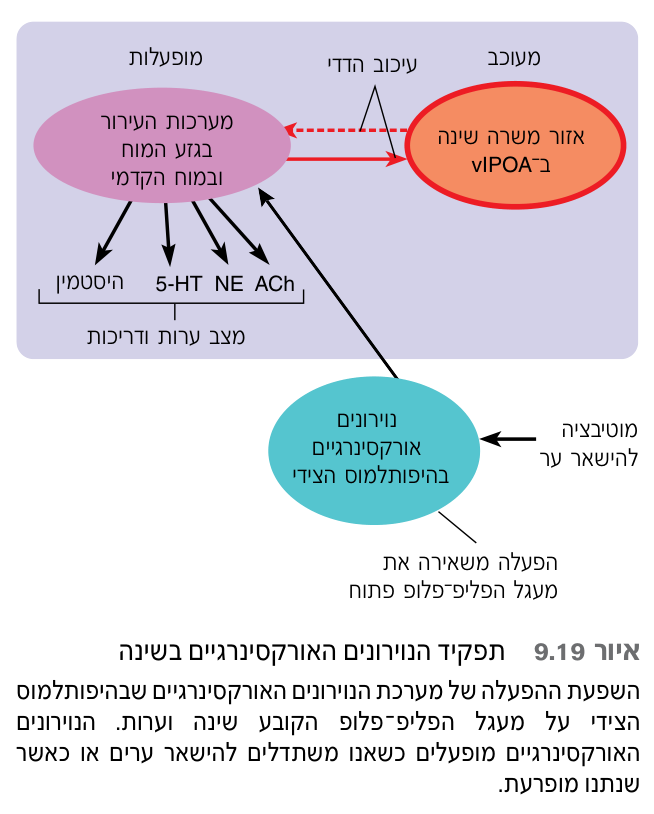 מופעלות
מעוכב
עיכוב הדדי
מערכות העירור
בגזע המוח
ובמוח הקדמי
אזור משרה שינה
ב־vlPOA
היסטמין 5-HT NE ACh
מצב ערות ודריכות
נוירונים
אורקסינרגיים
בהיפותלמוס הצידי
מוטיבציה
להישאר ער
הפעלה משאירה את
מעגל הפליפ־פלופ פתוח
איור 9.19 תפקיד הנוירונים האורקסינרגיים בשינה
השפעת ההפעלה של מערכת הנוירונים האורקסינרגיים שבהיפותלמוס
הצידי על מעגל הפליפ־פלופ הקובע שינה וערות. הנוירונים
האורקסינרגיים מופעלים כשאנו משתדלים להישאר ערים או כאשר
שנתנו מופרעת.